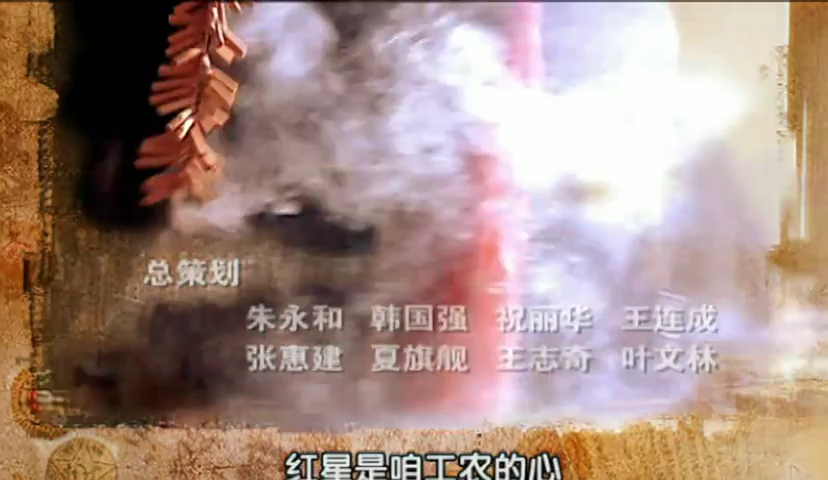 总策划
朱永和 韩国强 祝丽华 王连成
张惠建 夏旗舰 王志奇 叶文林
红星是咱工农的心